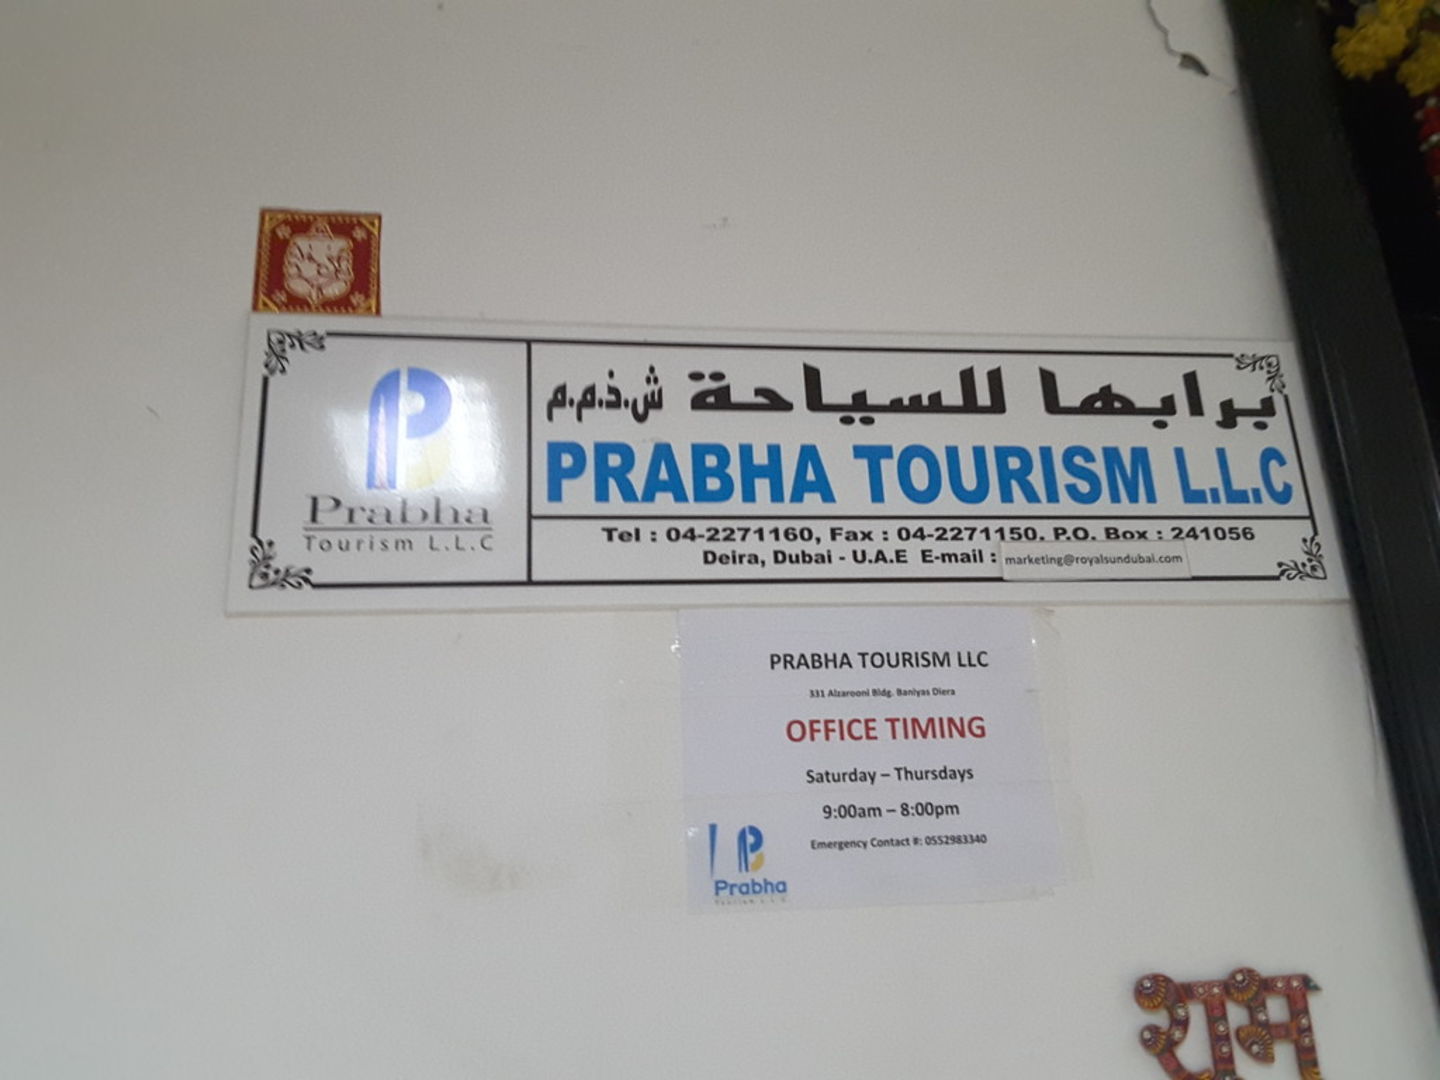 برابها للسياحة ش.ذ.م.م
PRABHA TOURISM L.L.C
Prabha
Tourism L.L.C
Tel : 04-2271160, Fax : 04-2271150. P.O. Box : 241056
Deira, Dubai - U.A.E E-mail : marketing@royalsundubai.com
PRABHA TOURISM LLC
331 Alzarooni Bldg. Baniyas Diera
OFFICE TIMING
Saturday – Thursdays
9:00am – 8:00pm
Emergency Contact #: 0552983340
Prabha
Tourism L.L.C
शुभ